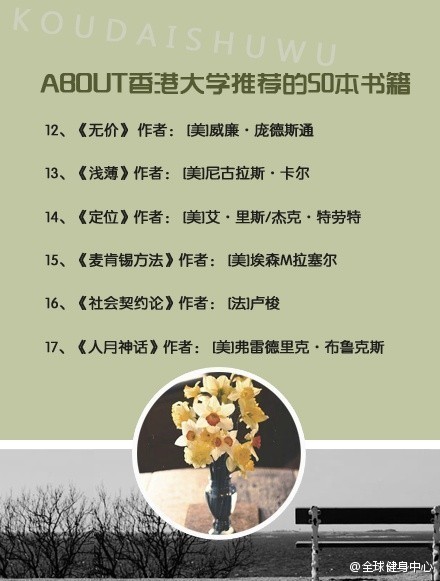 KOUDAISHUWU
ABOUT香港大学推荐的50本书籍
12、《无价》 作者： [美]威廉·庞德斯通
13、《浅薄》作者： [美]尼古拉斯·卡尔
14、《定位》作者： [美]艾·里斯/杰克·特劳特
15、《麦肯锡方法》作者： [美]埃森M拉塞尔
16、《社会契约论》作者： [法]卢梭
17、《人月神话》作者： [美]弗雷德里克·布鲁克斯
@全球健身中心